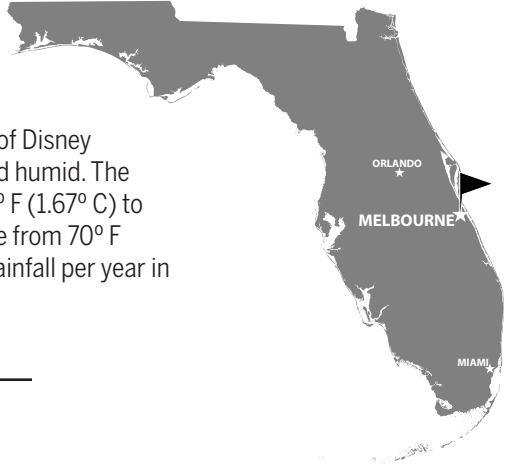 of Disney
d humid. The
º F (1.67º C) to
e from 70º F
ainfall per year in
ORLANDO
MELBOURNE
MIAMI